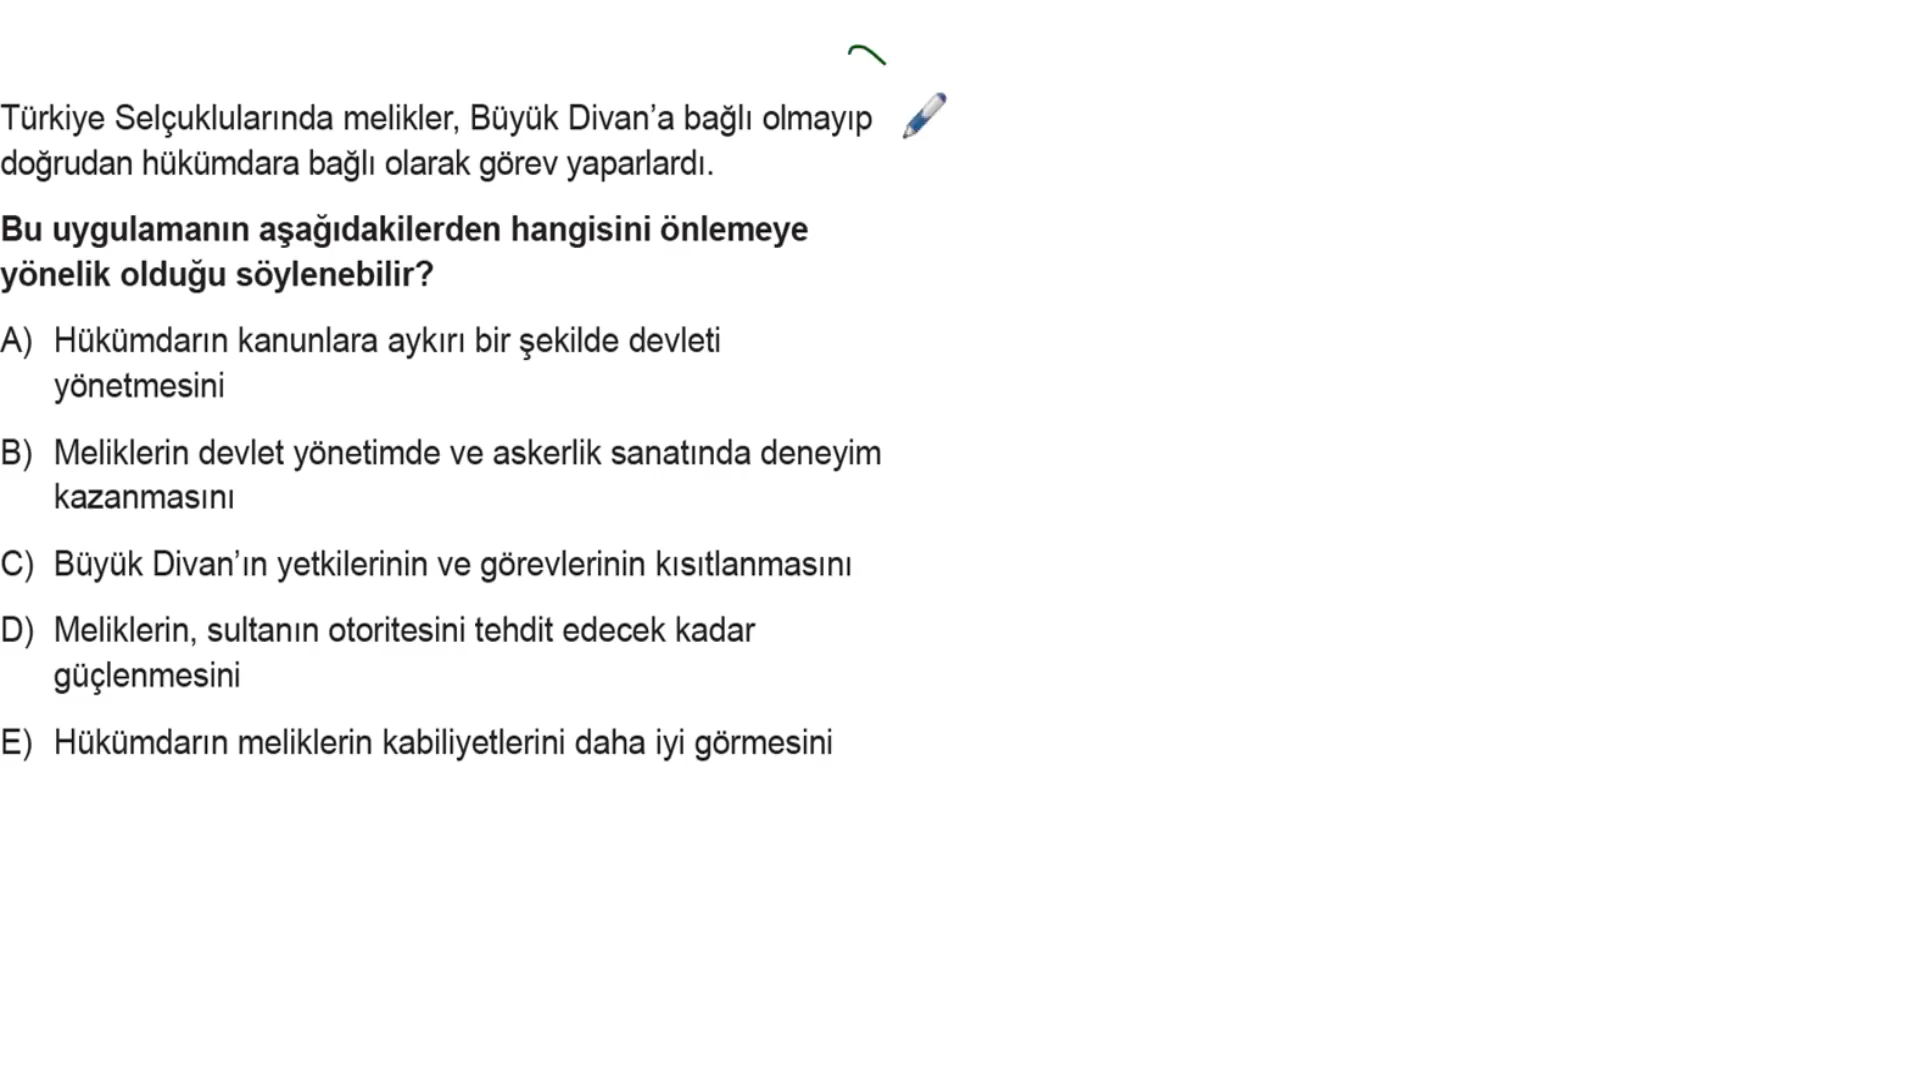 Türkiye Selçuklularında melikler, Büyük Divan’a bağlı olmayıp
doğrudan hükümdara bağlı olarak görev yaparlardı.
Bu uygulamanın aşağıdakilerden hangisini önlemeye
yönelik olduğu söylenebilir?
A) Hükümdarın kanunlara aykırı bir şekilde devleti
yönetmesini
B) Meliklerin devlet yönetimde ve askerlik sanatında deneyim
kazanmasını
C) Büyük Divan’ın yetkilerinin ve görevlerinin kısıtlanmasını
D) Meliklerin, sultanın otoritesini tehdit edecek kadar
güçlenmesini
E) Hükümdarın meliklerin kabiliyetlerini daha iyi görmesini